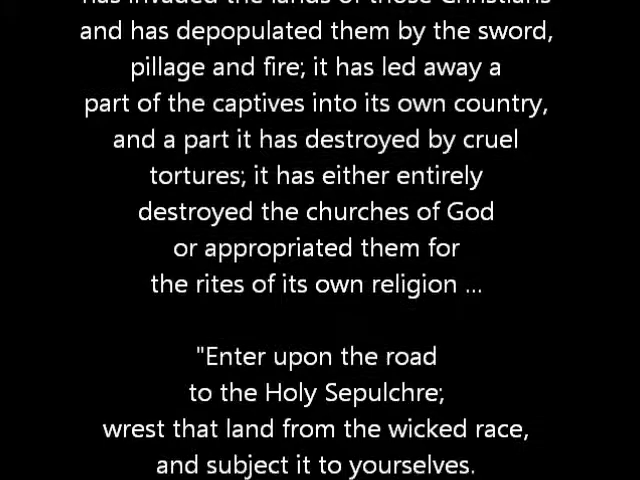 has invaded the lands of those Christians
and has depopulated them by the sword,
pillage and fire; it has led away a
part of the captives into its own country,
and a part it has destroyed by cruel
tortures; it has either entirely
destroyed the churches of God
or appropriated them for
the rites of its own religion ...
"Enter upon the road
to the Holy Sepulchre;
wrest that land from the wicked race,
and subject it to yourselves.